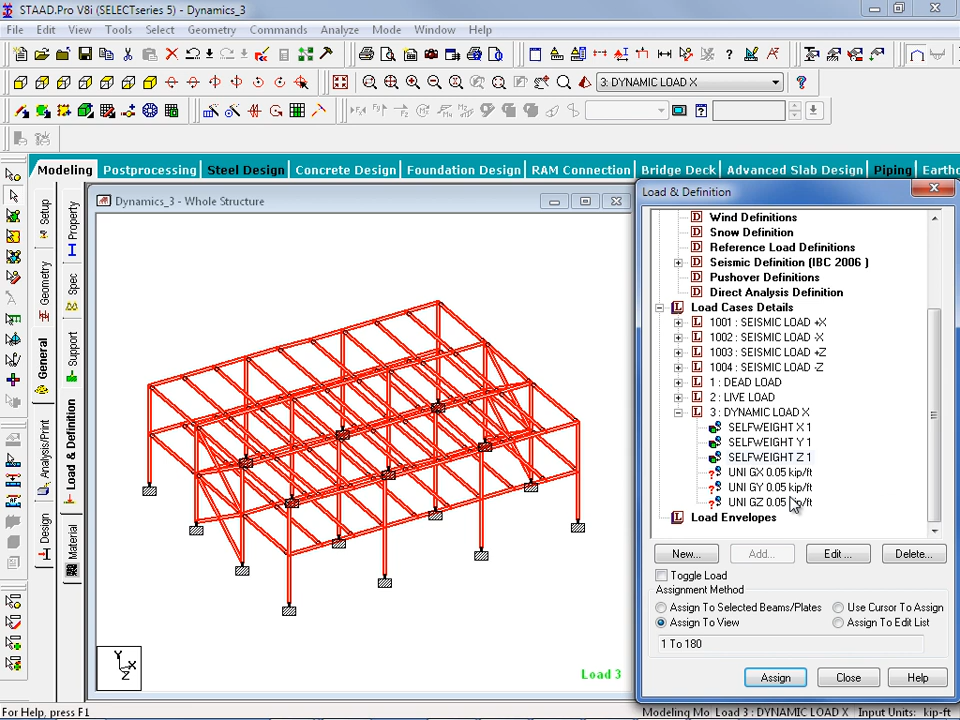 STAAD.Pro V8i (SELECTseries 5) - Dynamics_3
File Edit View Tools Select Geometry Commands Analyze Mode Window Help
3: DYNAMIC LOAD X
Modeling Postprocessing Steel Design Concrete Design Foundation Design RAM Connection Bridge Deck Advanced Slab Design Piping Earth
Setup
Geometry
General
Analysis/Print
Design
Property
Spec
Support
Load & Definition
Material
Dynamics_3 - Whole Structure
Y
X
Z
Load 3
Load & Definition
Wind Definitions
Snow Definition
Reference Load Definitions
Seismic Definition (IBC 2006 )
Pushover Definitions
Direct Analysis Definition
Load Cases Details
1001 : SEISMIC LOAD +X
1002 : SEISMIC LOAD -X
1003 : SEISMIC LOAD +Z
1004 : SEISMIC LOAD -Z
1 : DEAD LOAD
2 : LIVE LOAD
3 : DYNAMIC LOAD X
SELFWEIGHT X 1
SELFWEIGHT Y 1
SELFWEIGHT Z 1
UNI GX 0.05 kip/ft
UNI GY 0.05 kip/ft
UNI GZ 0.05 kip/ft
Load Envelopes
New... Add... Edit ... Delete...
Toggle Load
Assignment Method
Assign To Selected Beams/Plates Use Cursor To Assign
Assign To View Assign To Edit List
1 To 180
Assign Close Help
For Help, press F1 Modeling Mo Load 3 : DYNAMIC LOAD X Input Units: kip-ft